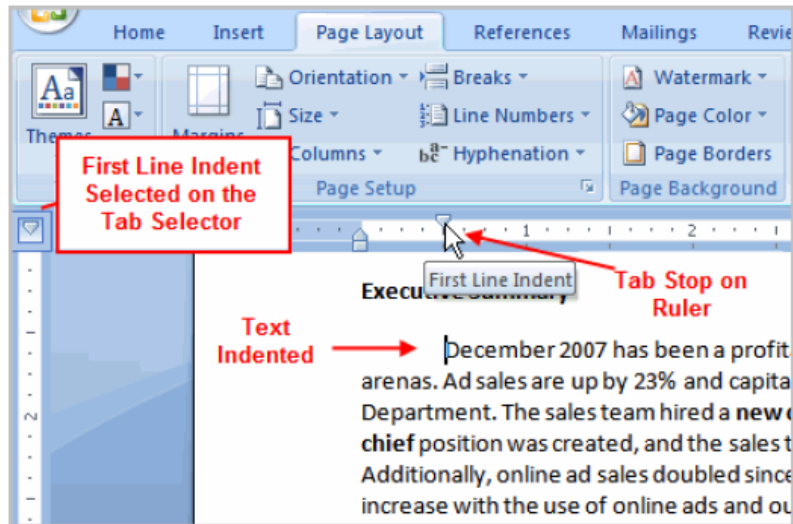 Home Insert Page Layout References Mailings
Aa Orientation Breaks Watermark
A Size Line Numbers Page Color
Themes Columns Hyphenation Page Borders
Page Setup Page Background
First Line Indent
Selected on the
Tab Selector
1 2
First Line Indent
Tab Stop on
Ruler
Executive Summary
Text
Indented
December 2007 has been a
arenas. Ad sales are up by 23% and
Department. The sales team hired a new
chief position was created, and the sales
Additionally, online ad sales doubled since
increase with the use of online ads and
2